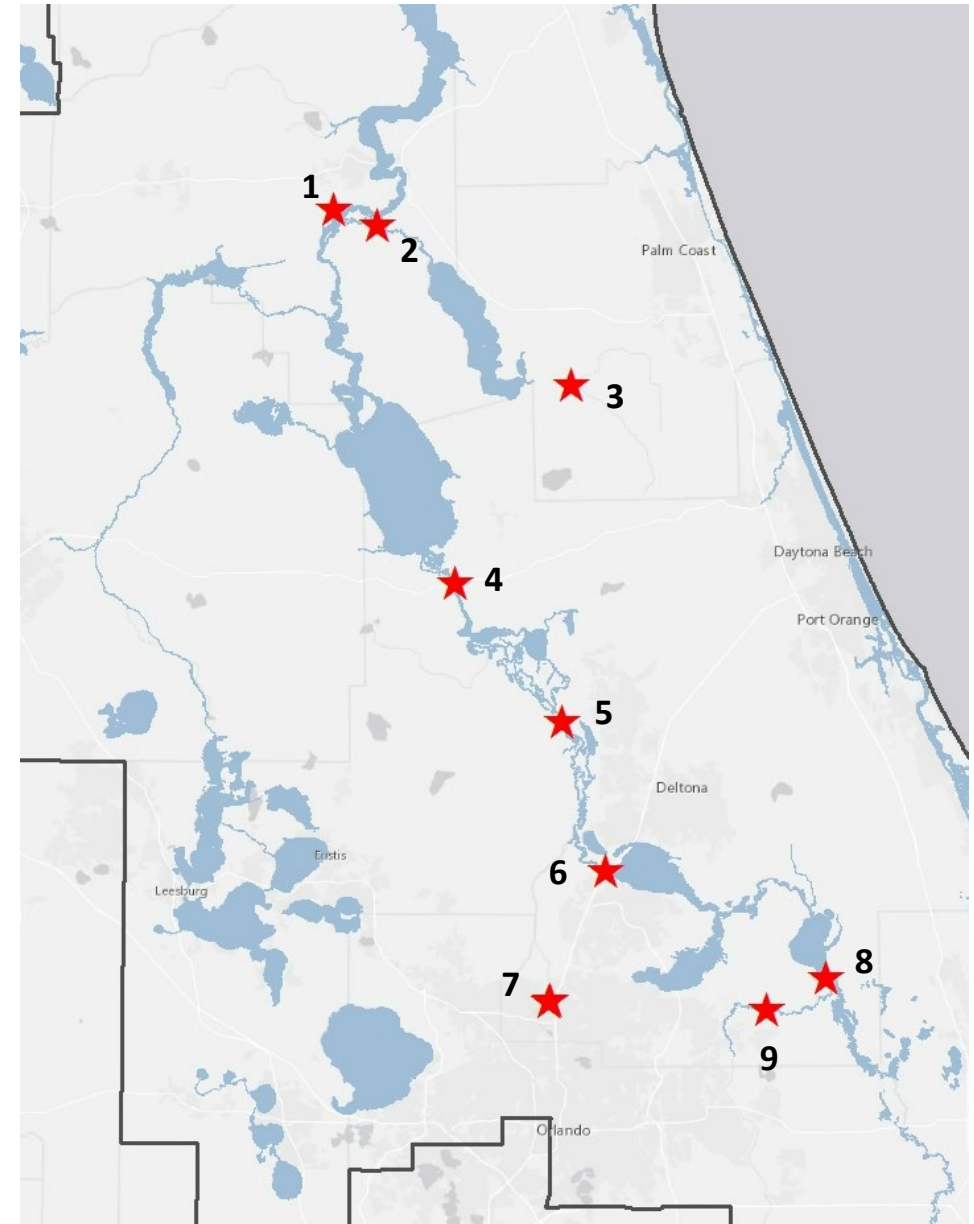 1
2
Palm Coast
3
Daytona Beach
4
Port Orange
5
Deltona
Eustis
6
Leesburg
8
7
9
Orlando